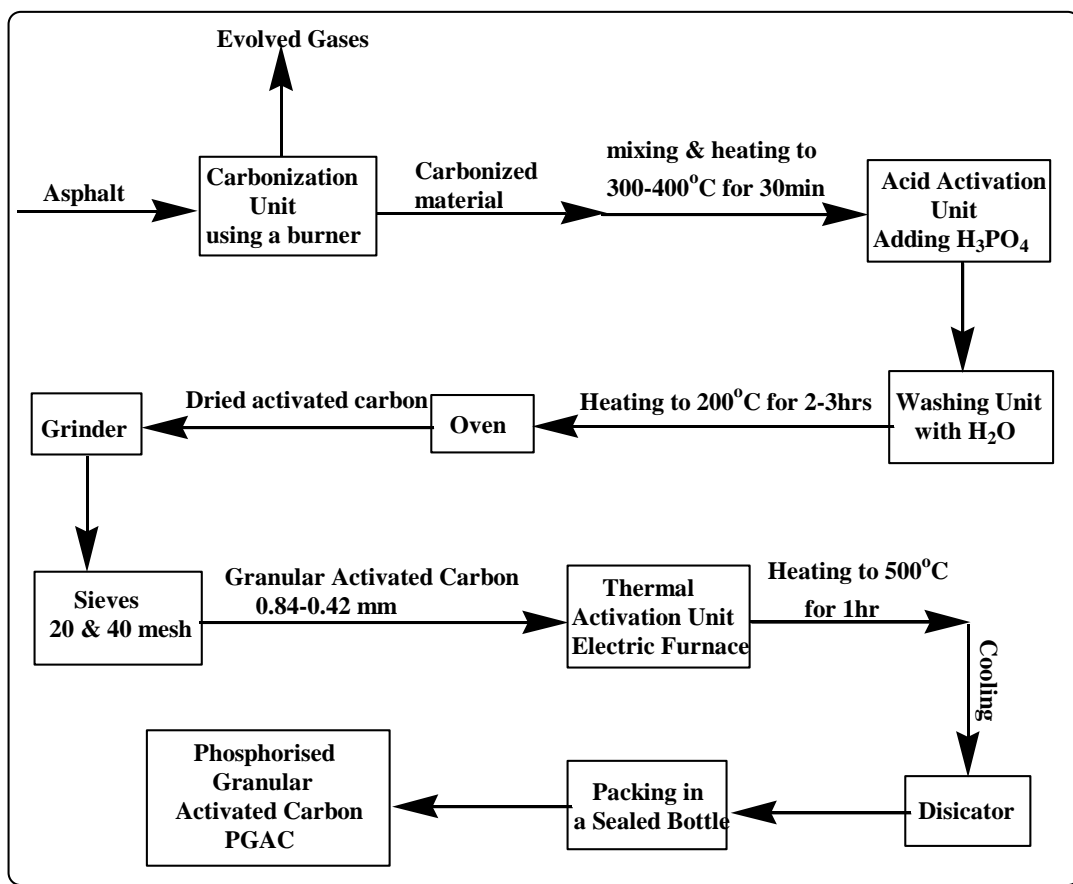 Evolved Gases
Asphalt
Carbonization
Unit
using a burner
Carbonized
material
mixing & heating to
300-400°C for 30min
Acid Activation
Unit
Adding H₃PO₄
Washing Unit
with H₂O
Heating to 200°C for 2-3hrs
Oven
Dried activated carbon
Grinder
Sieves
20 & 40 mesh
Granular Activated Carbon
0.84-0.42 mm
Thermal
Activation Unit
Electric Furnace
Heating to 500°C
for 1hr
Cooling
Disicator
Packing in
a Sealed Bottle
Phosphorised
Granular
Activated Carbon
PGAC